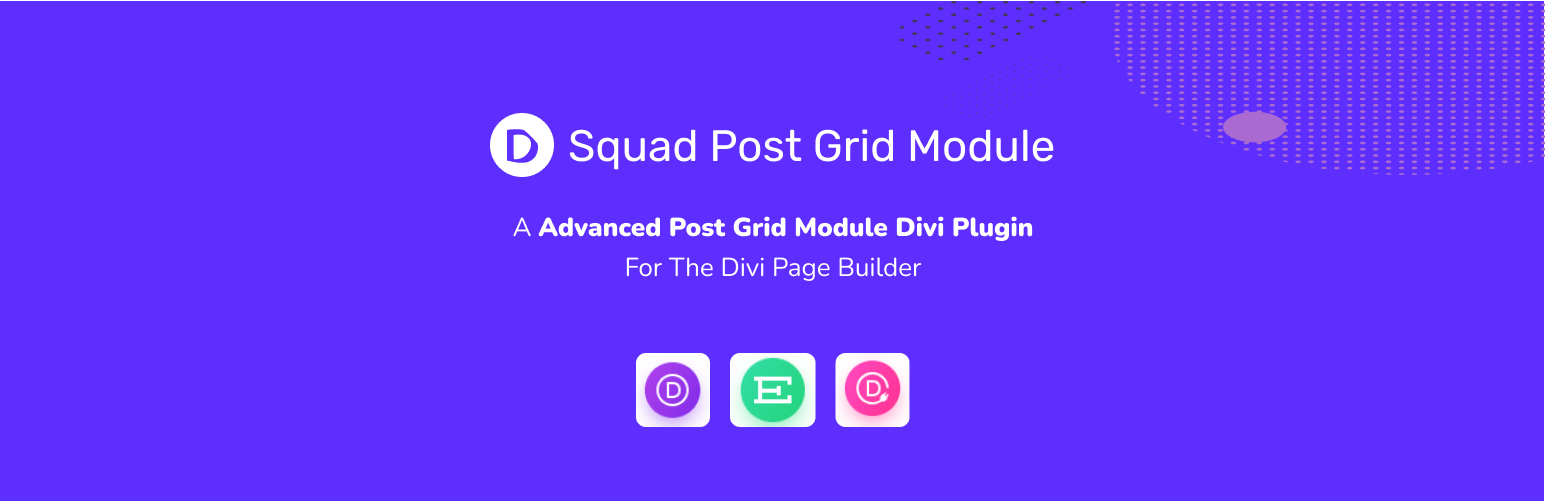 D Squad Post Grid Module
A Advanced Post Grid Module Divi Plugin
For The Divi Page Builder
D E D